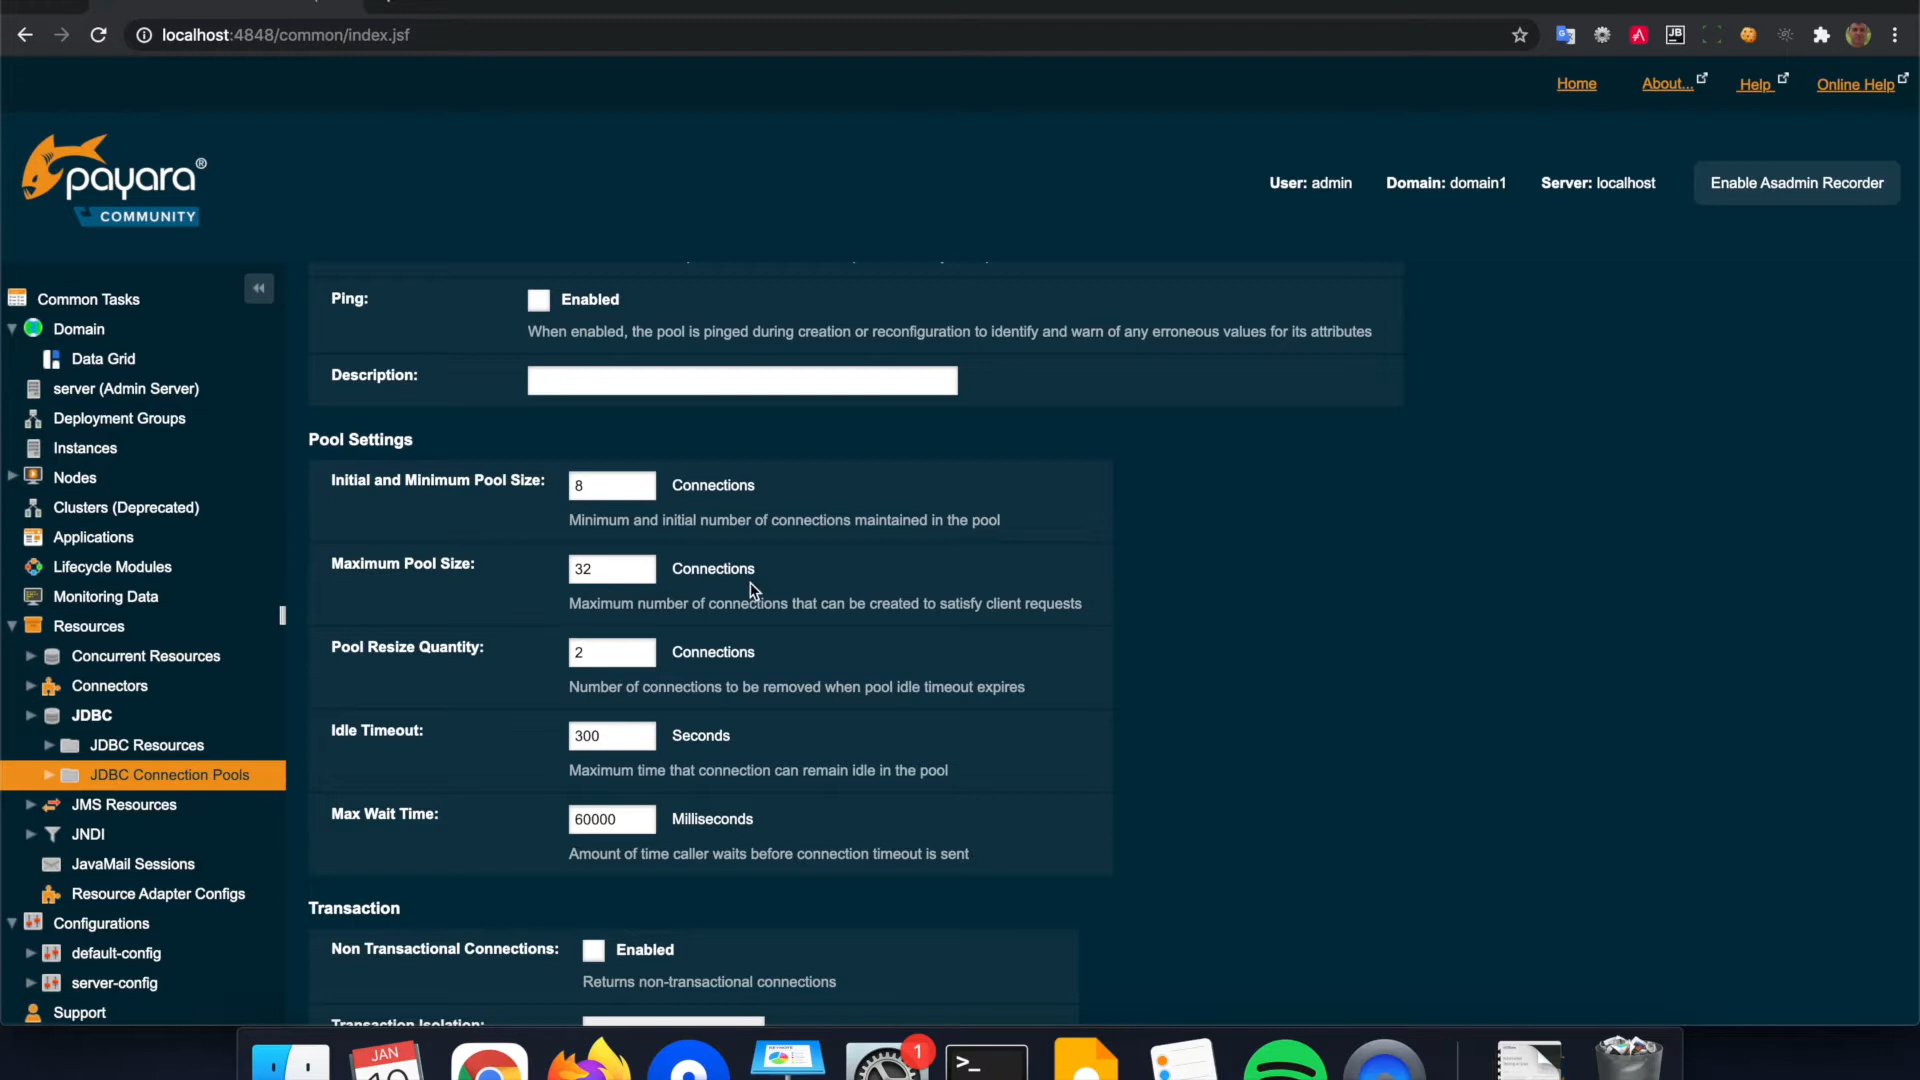 localhost:4848/common/index.jsf
JB
Home About... Help Online Help
payara®
COMMUNITY
User: admin Domain: domain1 Server: localhost Enable Asadmin Recorder
Common Tasks
Domain
Data Grid
server (Admin Server)
Deployment Groups
Instances
Nodes
Clusters (Deprecated)
Applications
Lifecycle Modules
Monitoring Data
Resources
Concurrent Resources
Connectors
JDBC
JDBC Resources
JDBC Connection Pools
JMS Resources
JNDI
JavaMail Sessions
Resource Adapter Configs
Configurations
default-config
server-config
Support
Ping: Enabled
When enabled, the pool is pinged during creation or reconfiguration to identify and warn of any erroneous values for its attributes
Description:
Pool Settings
Initial and Minimum Pool Size: 8 Connections
Minimum and initial number of connections maintained in the pool
Maximum Pool Size: 32 Connections
Maximum number of connections that can be created to satisfy client requests
Pool Resize Quantity: 2 Connections
Number of connections to be removed when pool idle timeout expires
Idle Timeout: 300 Seconds
Maximum time that connection can remain idle in the pool
Max Wait Time: 60000 Milliseconds
Amount of time caller waits before connection timeout is sent
Transaction
Non Transactional Connections: Enabled
Returns non-transactional connections
Transaction Isolation:
JAN
KEYNOTE
1